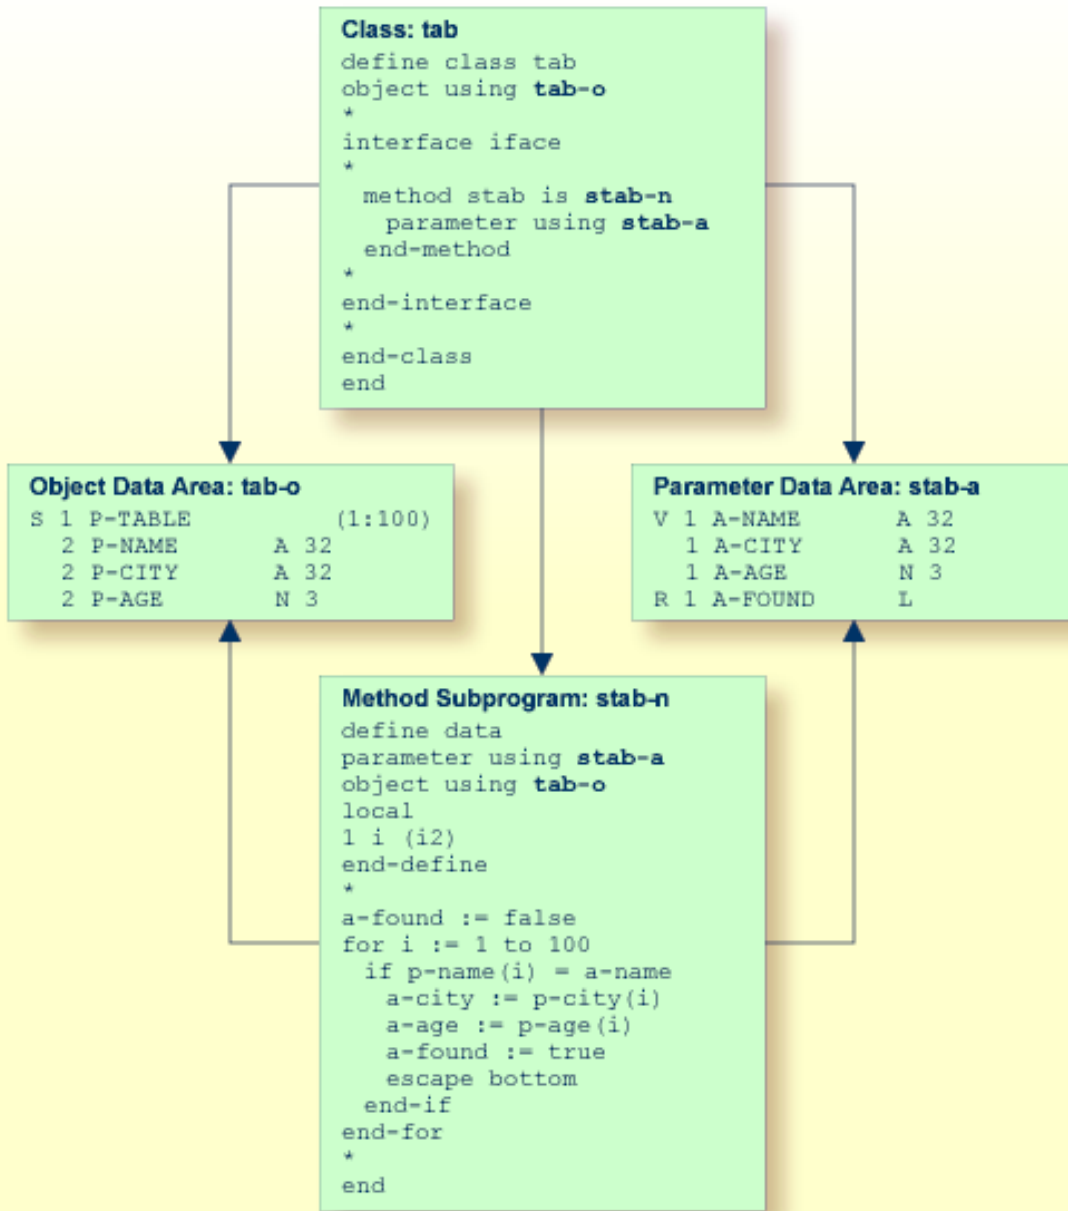 Class: tab
define class tab
object using tab-o
*
interface iface
*
method stab is stab-n
parameter using stab-a
end-method
*
end-interface
*
end-class
end
Object Data Area: tab-o
S 1 P-TABLE (1:100)
2 P-NAME A 32
2 P-CITY A 32
2 P-AGE N 3
Parameter Data Area: stab-a
V 1 A-NAME A 32
1 A-CITY A 32
1 A-AGE N 3
R 1 A-FOUND L
Method Subprogram: stab-n
define data
parameter using stab-a
object using tab-o
local
1 i (i2)
end-define
*
a-found := false
for i := 1 to 100
if p-name(i) = a-name
a-city := p-city(i)
a-age := p-age(i)
a-found := true
escape bottom
end-if
end-for
*
end